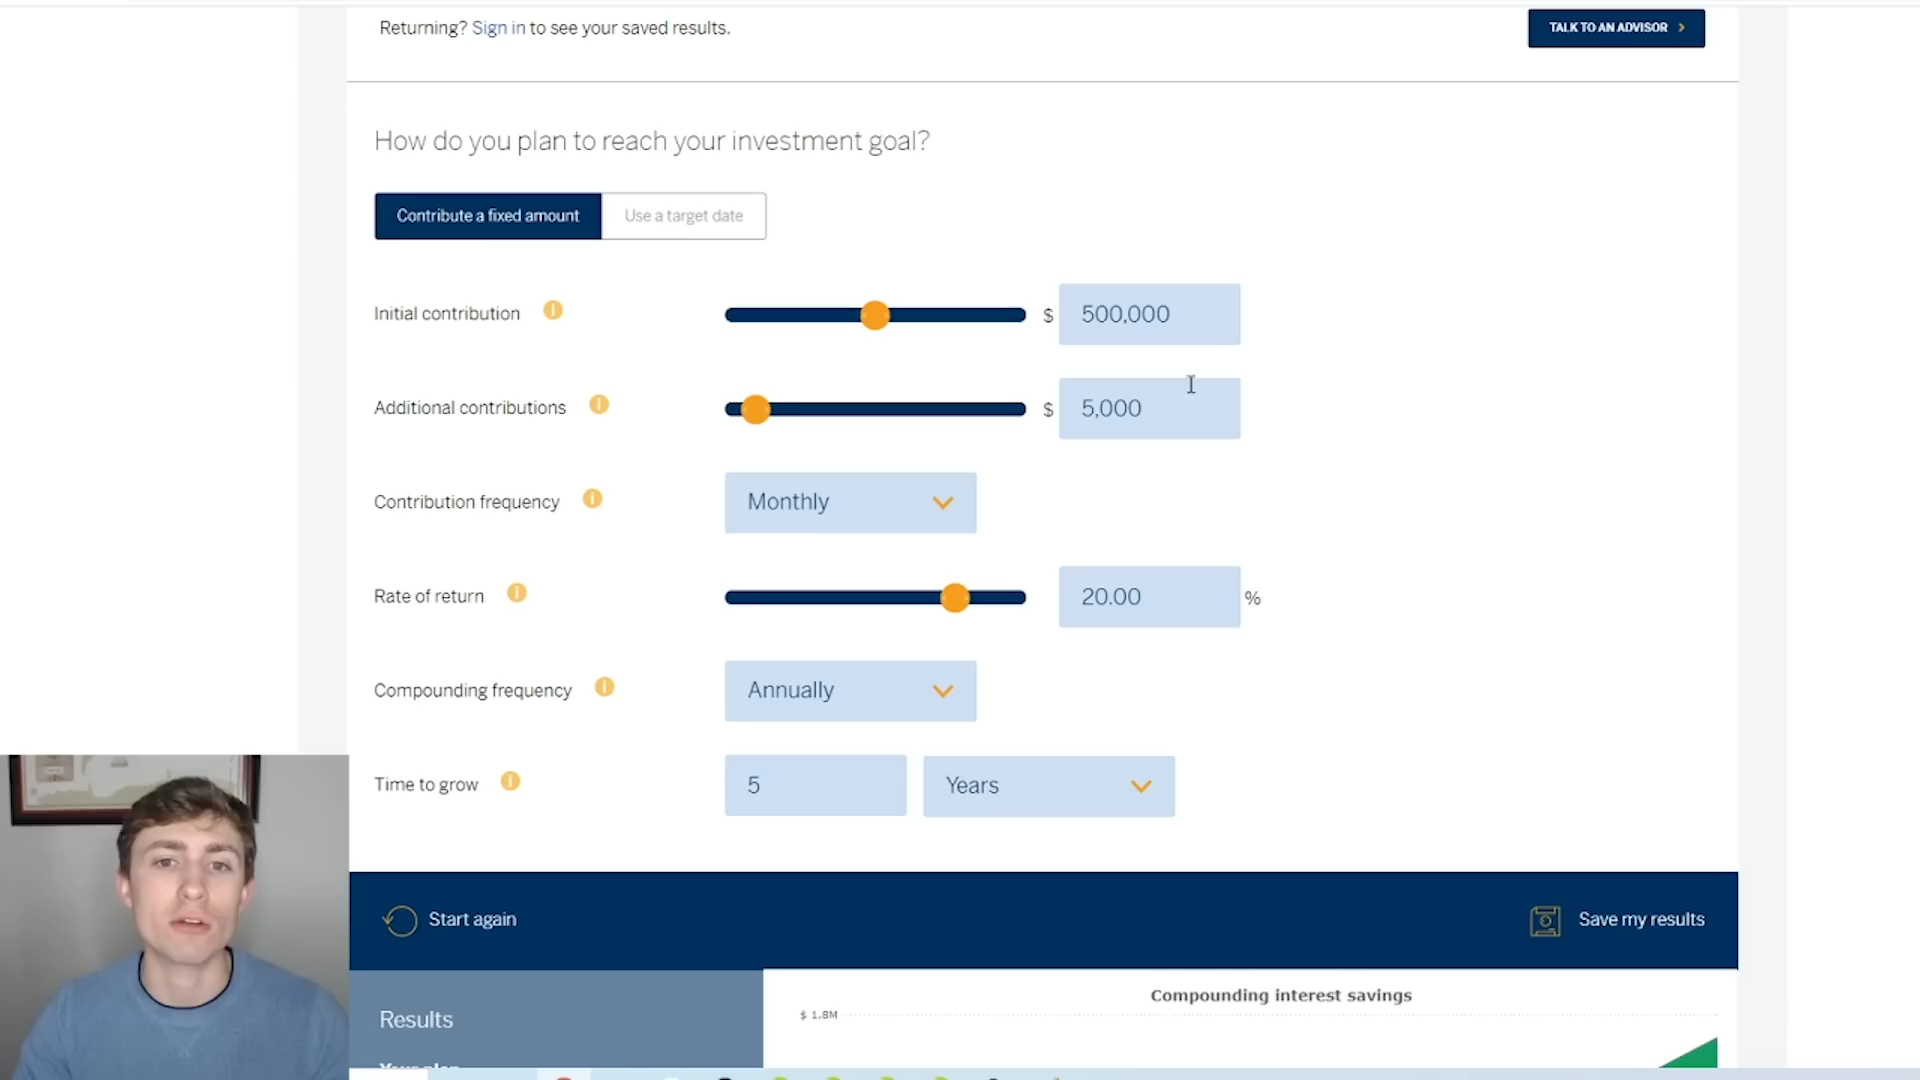 Returning? Sign in to see your saved results.
TALK TO AN ADVISOR
How do you plan to reach your investment goal?
Contribute a fixed amount
Use a target date
Initial contribution
$ 500,000
Additional contributions
$ 5,000
Contribution frequency
Monthly
Rate of return
20.00 %
Compounding frequency
Annually
Time to grow
5
Years
Start again
Save my results
Results
Compounding interest savings
$ 1.8M
Your plan